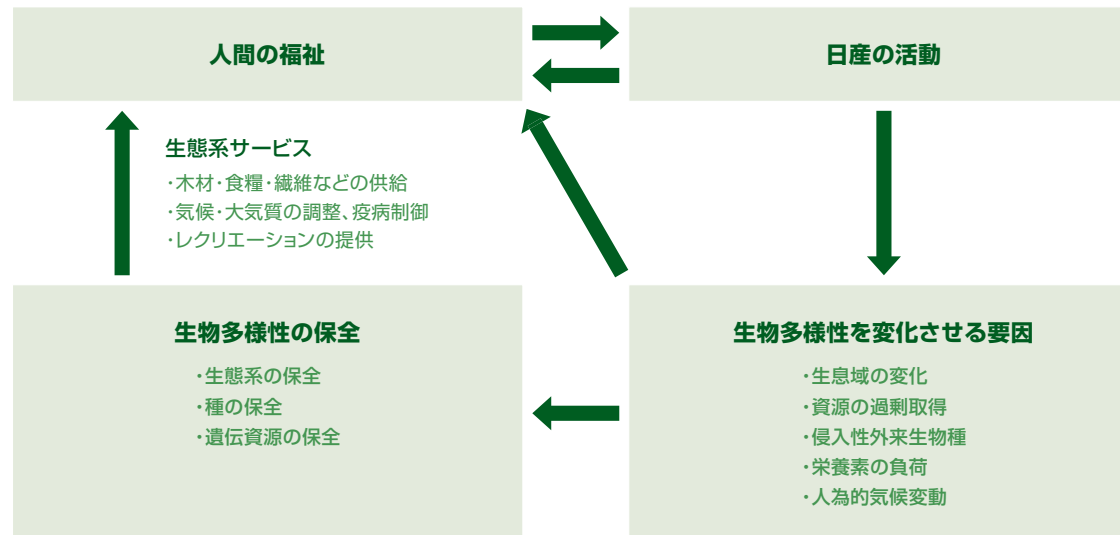 人間の福祉
日産の活動
生態系サービス
・木材・食糧・繊維などの供給
・気候・大気質の調整、疫病制御
・レクリエーションの提供
生物多様性の保全
・生態系の保全
・種の保全
・遺伝資源の保全
生物多様性を変化させる要因
・生息域の変化
・資源の過剰取得
・侵入性外来生物種
・栄養素の負荷
・人為的気候変動